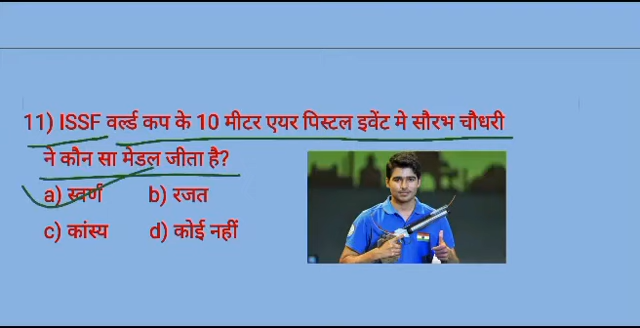 11) ISSF वर्ल्ड कप के 10 मीटर एयर पिस्टल इवेंट मे सौरभ चौधरी
ने कौन सा मेडल जीता है?
a) स्वर्ण b) रजत
c) कांस्य d) कोई नहीं